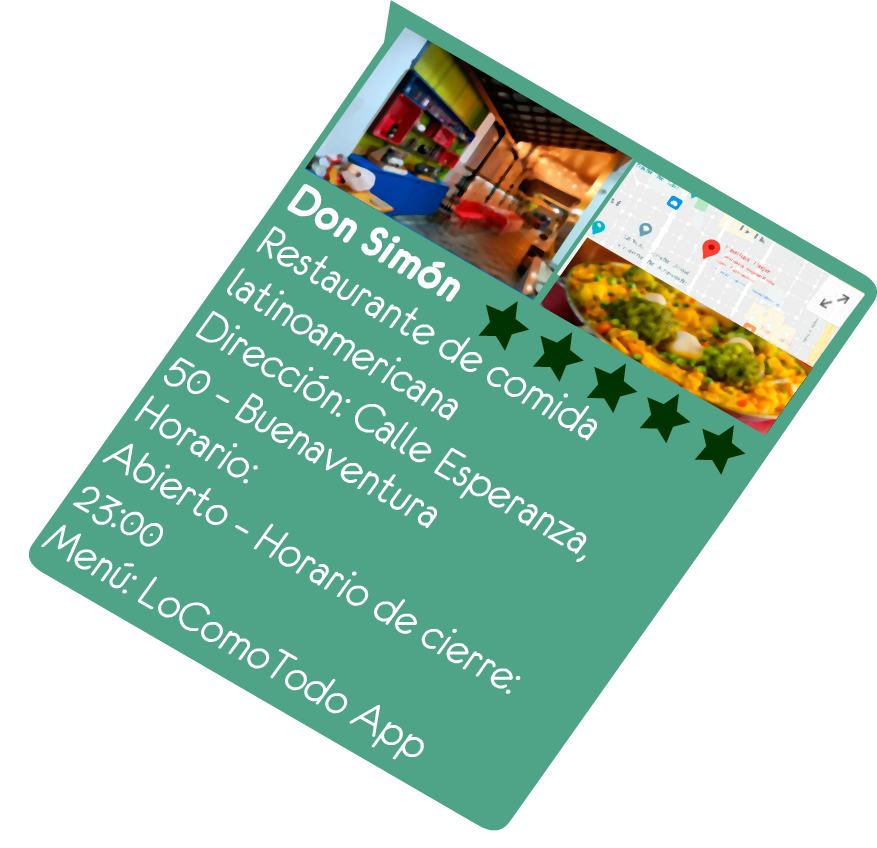 Don Simón
Restaurante de comida
latinoamericana
Dirección: Calle Esperanza,
50 - Buenaventura
Horario:
Abierto - Horario de cierre:
23:00
Menú: LoComoTodo App